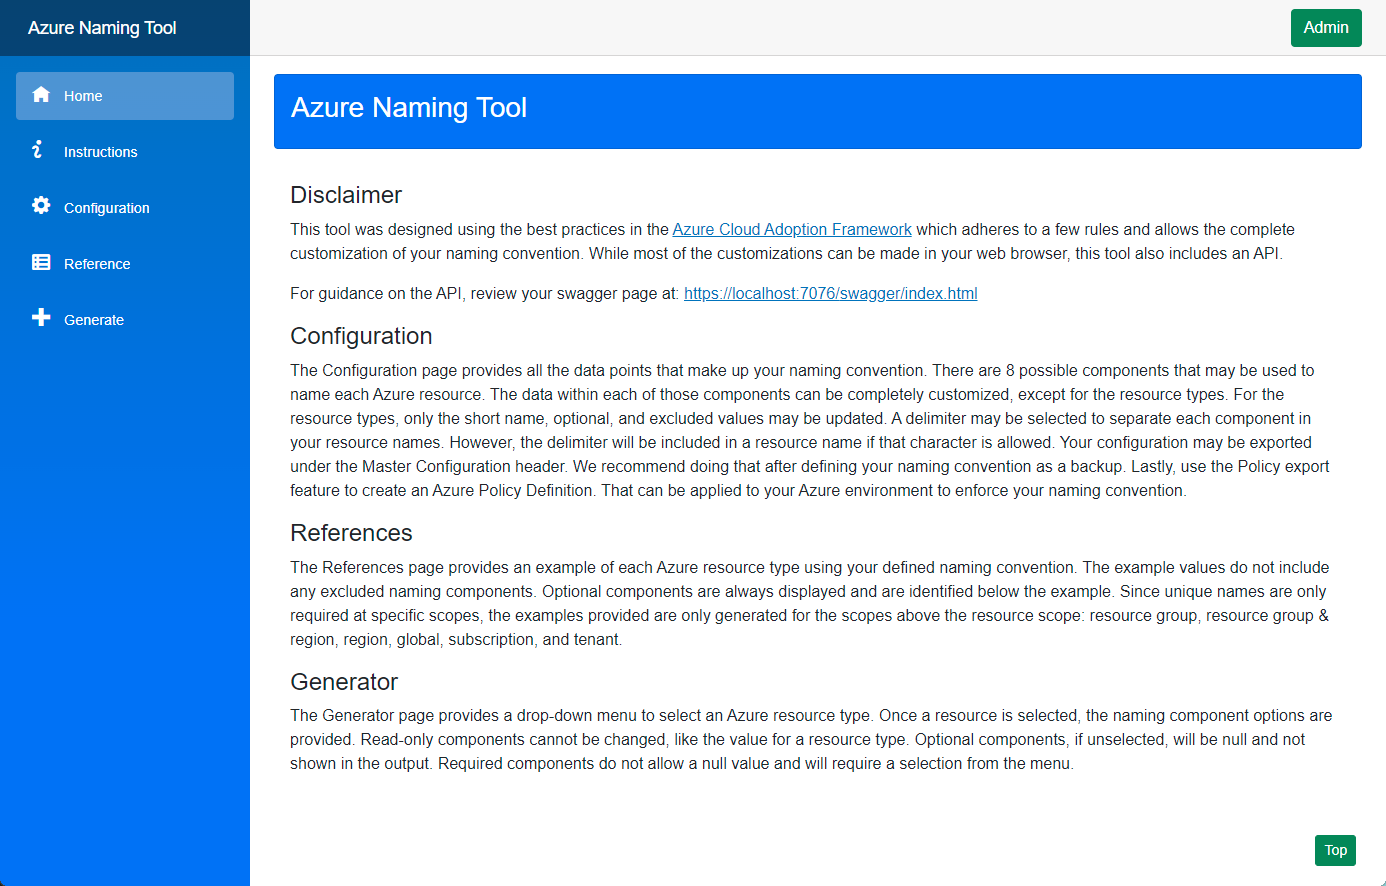 Azure Naming Tool
Admin
Home
Instructions
Configuration
Reference
Generate
Azure Naming Tool
Disclaimer
This tool was designed using the best practices in the Azure Cloud Adoption Framework which adheres to a few rules and allows the complete
customization of your naming convention. While most of the customizations can be made in your web browser, this tool also includes an API.
For guidance on the API, review your swagger page at: https://localhost:7076/swagger/index.html
Configuration
The Configuration page provides all the data points that make up your naming convention. There are 8 possible components that may be used to
name each Azure resource. The data within each of those components can be completely customized, except for the resource types. For the
resource types, only the short name, optional, and excluded values may be updated. A delimiter may be selected to separate each component in
your resource names. However, the delimiter will be included in a resource name if that character is allowed. Your configuration may be exported
under the Master Configuration header. We recommend doing that after defining your naming convention as a backup. Lastly, use the Policy export
feature to create an Azure Policy Definition. That can be applied to your Azure environment to enforce your naming convention.
References
The References page provides an example of each Azure resource type using your defined naming convention. The example values do not include
any excluded naming components. Optional components are always displayed and are identified below the example. Since unique names are only
required at specific scopes, the examples provided are only generated for the scopes above the resource scope: resource group, resource group &
region, region, global, subscription, and tenant.
Generator
The Generator page provides a drop-down menu to select an Azure resource type. Once a resource is selected, the naming component options are
provided. Read-only components cannot be changed, like the value for a resource type. Optional components, if unselected, will be null and not
shown in the output. Required components do not allow a null value and will require a selection from the menu.
Top